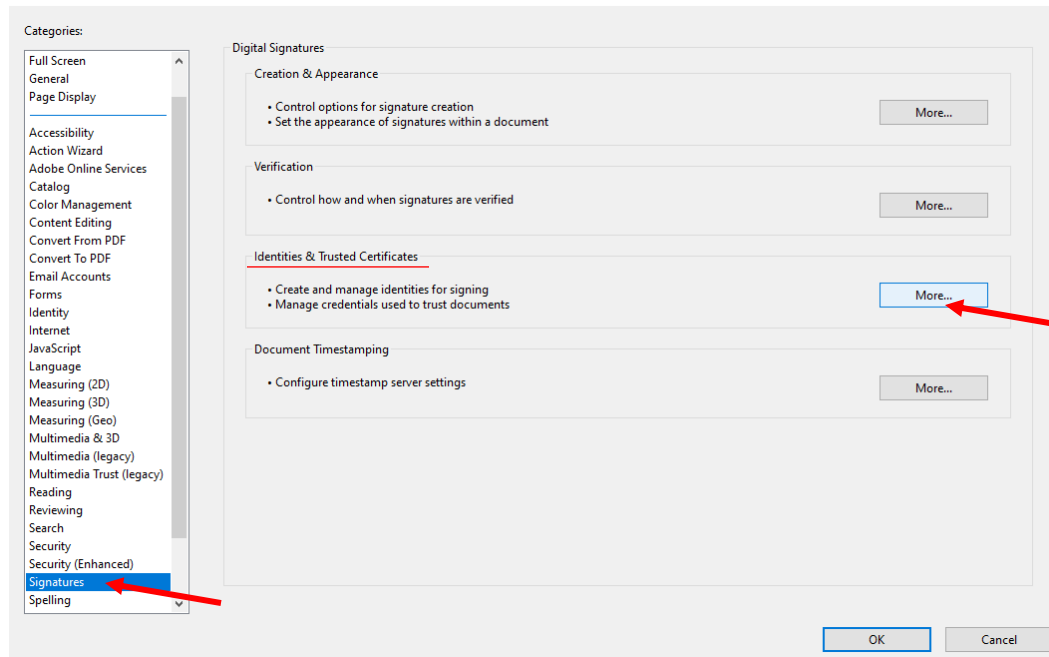 Categories:
Full Screen
General
Page Display
Accessibility
Action Wizard
Adobe Online Services
Catalog
Color Management
Content Editing
Convert From PDF
Convert To PDF
Email Accounts
Forms
Identity
Internet
JavaScript
Language
Measuring (2D)
Measuring (3D)
Measuring (Geo)
Multimedia & 3D
Multimedia (legacy)
Multimedia Trust (legacy)
Reading
Reviewing
Search
Security
Security (Enhanced)
Signatures
Spelling
Digital Signatures
Creation & Appearance
• Control options for signature creation
• Set the appearance of signatures within a document
More...
Verification
• Control how and when signatures are verified
More...
Identities & Trusted Certificates
• Create and manage identities for signing
• Manage credentials used to trust documents
More...
Document Timestamping
• Configure timestamp server settings
More...
OK
Cancel